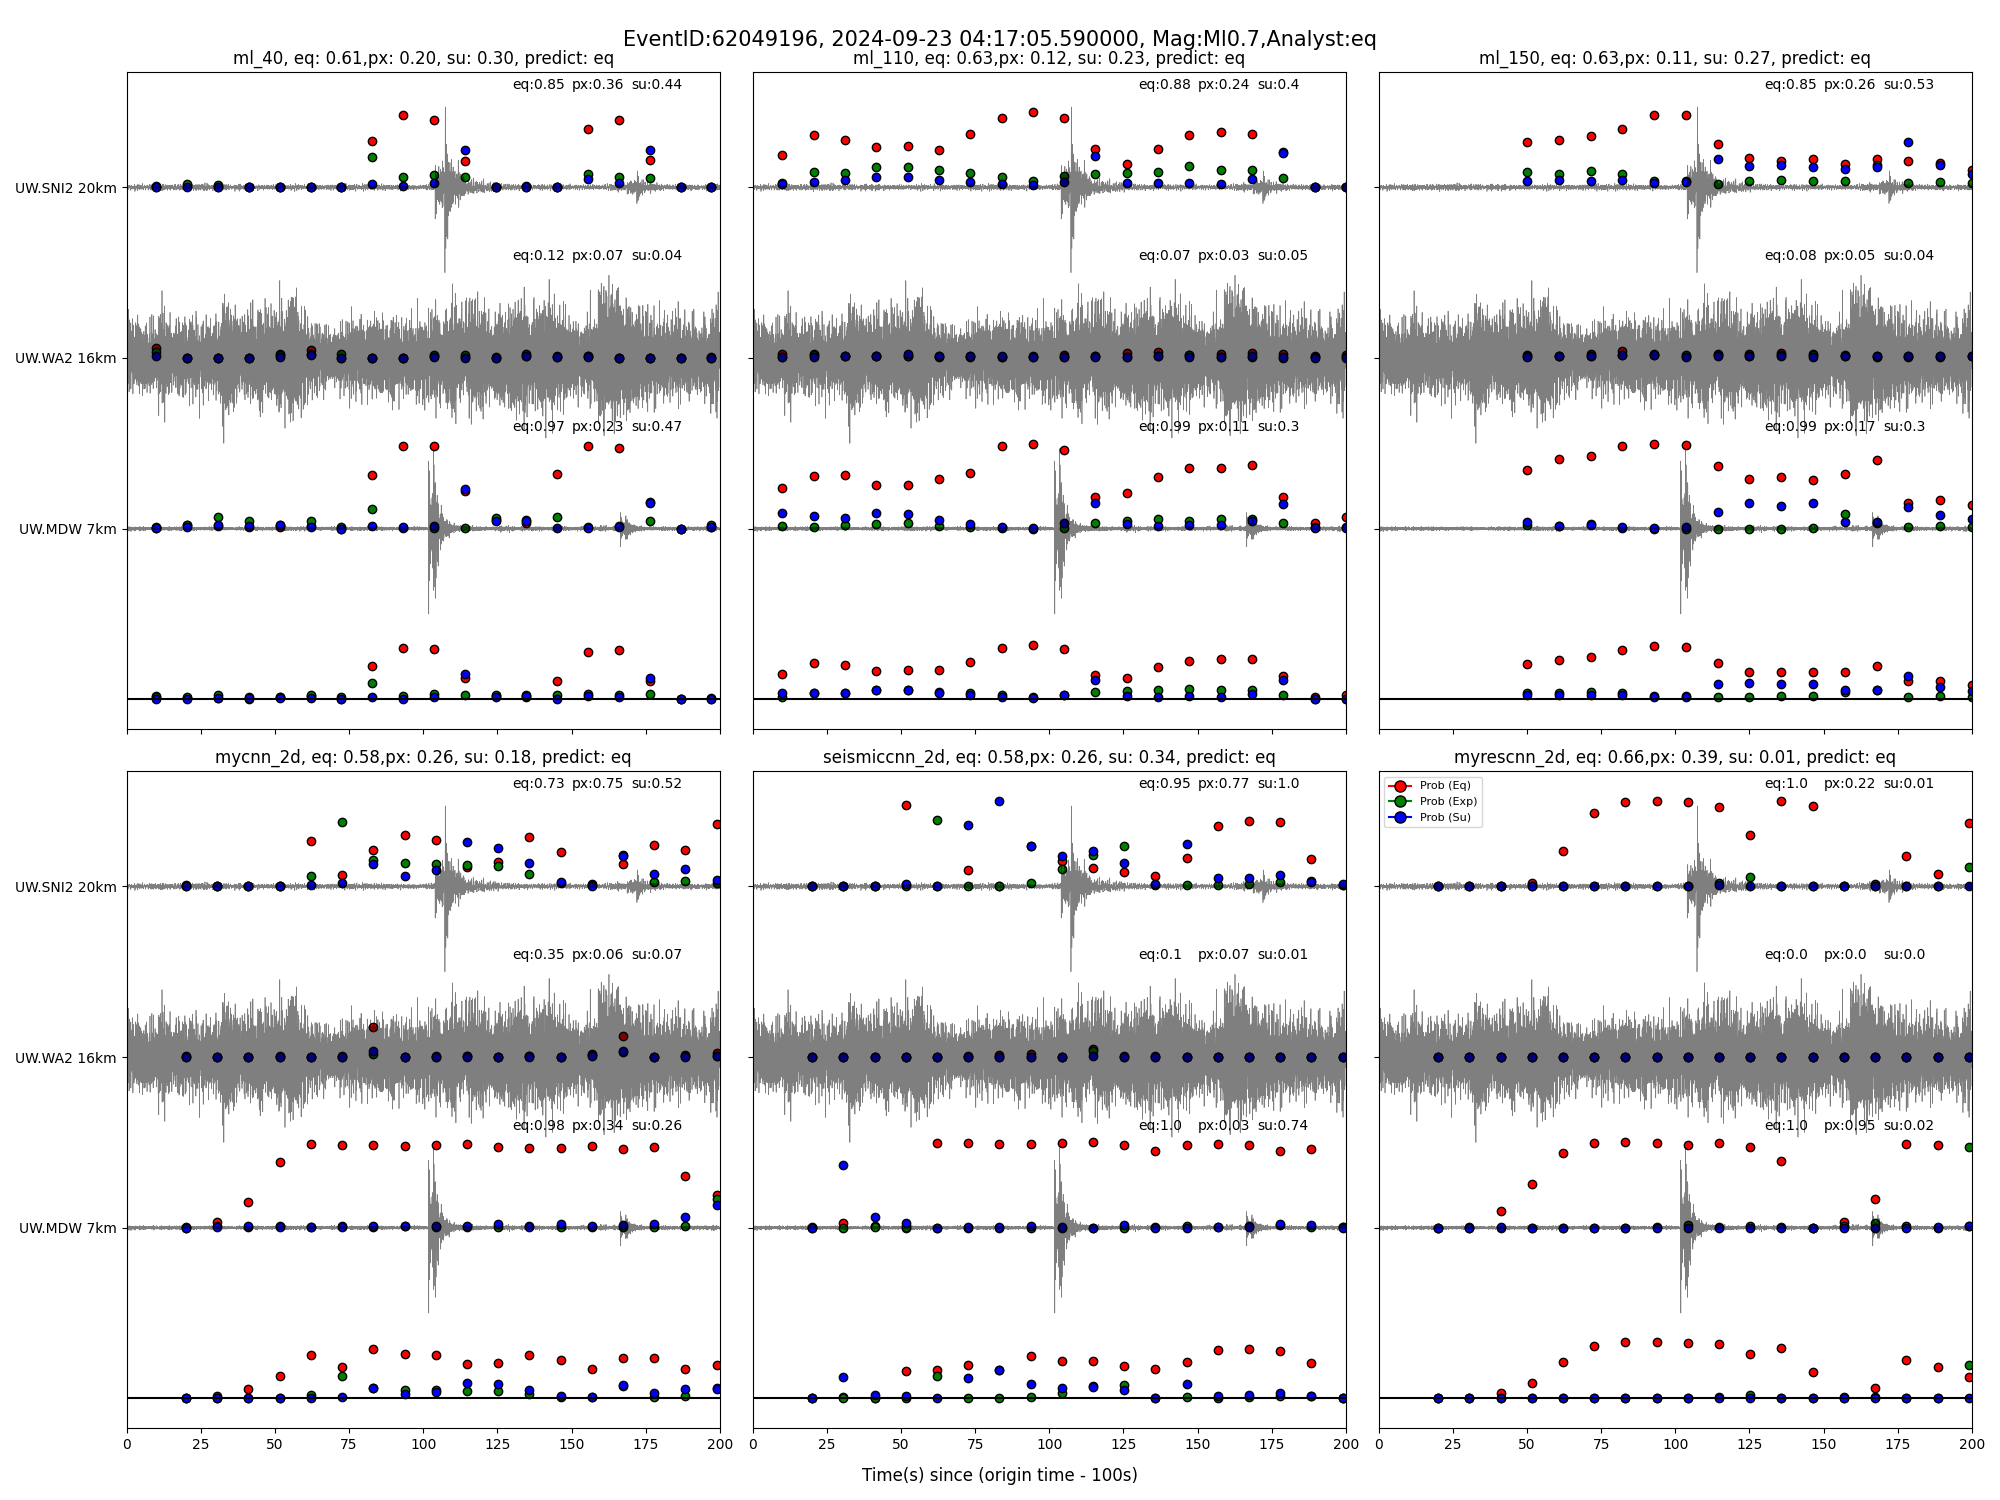 EventID:62049196, 2024-09-23 04:17:05.590000, Mag:Ml0.7,Analyst:eq
ml_40, eq: 0.61,px: 0.20, su: 0.30, predict: eq
eq:0.85 px:0.36 su:0.44
UW.SNI2 20km
eq:0.12 px:0.07 su:0.04
UW.WA2 16km
eq:0.97 px:0.23 su:0.47
UW.MDW 7km
ml_110, eq: 0.63,px: 0.12, su: 0.23, predict: eq
eq:0.88 px:0.24 su:0.4
eq:0.07 px:0.03 su:0.05
eq:0.99 px:0.11 su:0.3
ml_150, eq: 0.63,px: 0.11, su: 0.27, predict: eq
eq:0.85 px:0.26 su:0.53
eq:0.08 px:0.05 su:0.04
eq:0.99 px:0.17 su:0.3
mycnn_2d, eq: 0.58,px: 0.26, su: 0.18, predict: eq
eq:0.73 px:0.75 su:0.52
UW.SNI2 20km
eq:0.35 px:0.06 su:0.07
UW.WA2 16km
eq:0.98 px:0.34 su:0.26
UW.MDW 7km
0 25 50 75 100 125 150 175 200
seismiccnn_2d, eq: 0.58,px: 0.26, su: 0.34, predict: eq
eq:0.95 px:0.77 su:1.0
eq:0.1 px:0.07 su:0.01
eq:1.0 px:0.03 su:0.74
0 25 50 75 100 125 150 175 200
myrescnn_2d, eq: 0.66,px: 0.39, su: 0.01, predict: eq
Prob (Eq)
Prob (Exp)
Prob (Su)
eq:1.0 px:0.22 su:0.01
eq:0.0 px:0.0 su:0.0
eq:1.0 px:0.95 su:0.02
0 25 50 75 100 125 150 175 200
Time(s) since (origin time - 100s)